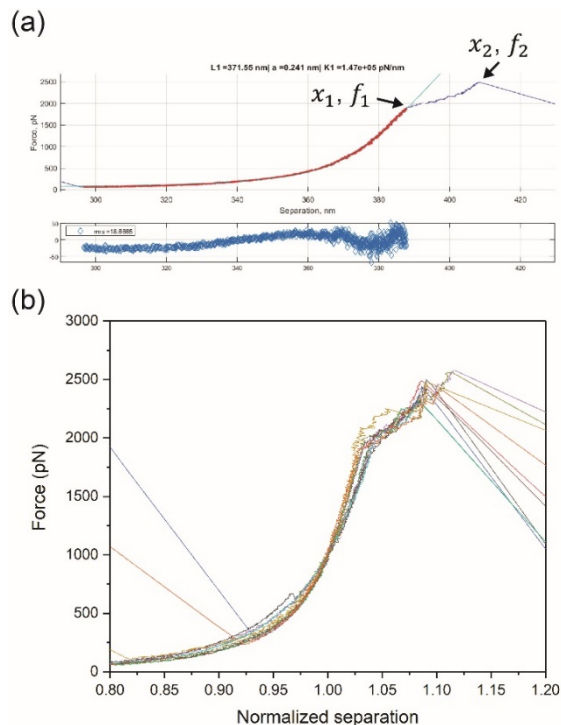 (a)
L1 =371.55 nm| a =0.241 nm| K1 =1.47e+05 pN/nm
x₂, f₂
x₁, f₁
2500
2000
1500
1000
500
0
Force, pN
300 320 340 360 380 400 420
Separation, nm
50
0
-50
300 320 340 360 380 400 420
(b)
3000
2500
2000
1500
1000
500
0
Force (pN)
0.80 0.85 0.90 0.95 1.00 1.05 1.10 1.15 1.20
Normalized separation